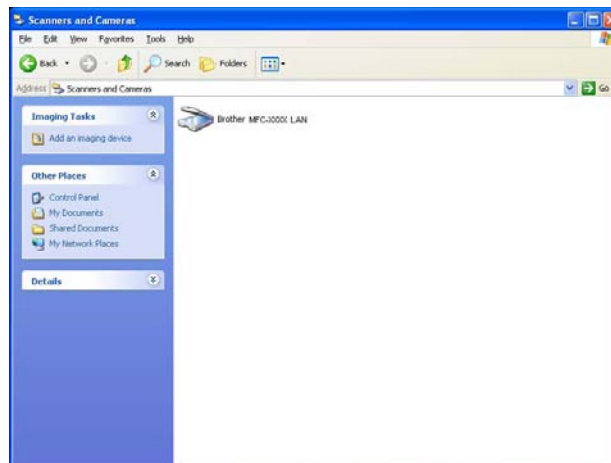 Scanners and Cameras
File Edit View Favorites Tools Help
Back Search Folders
Address Scanners and Cameras Go
Imaging Tasks
Add an imaging device
Brother MFC-XXXX LAN
Other Places
Control Panel
My Documents
Shared Documents
My Network Places
Details